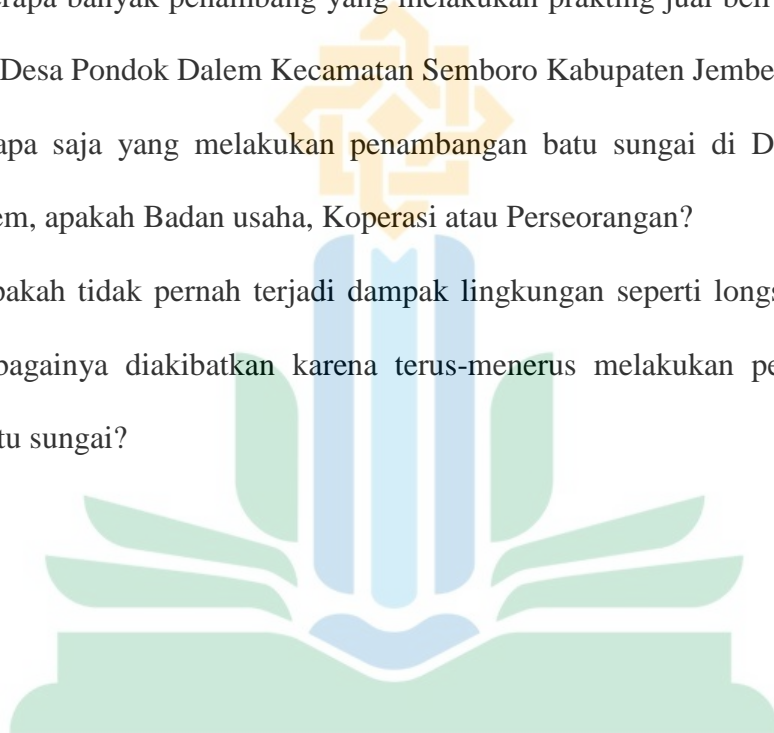 erapa banyak penambang yang melakukan prakting jual beli
Desa Pondok Dalem Kecamatan Semboro Kabupaten Jembe
apa saja yang melakukan penambangan batu sungai di D
em, apakah Badan usaha, Koperasi atau Perseorangan?
pakah tidak pernah terjadi dampak lingkungan seperti longs
bagainya diakibatkan karena terus-menerus melakukan pe
tu sungai?